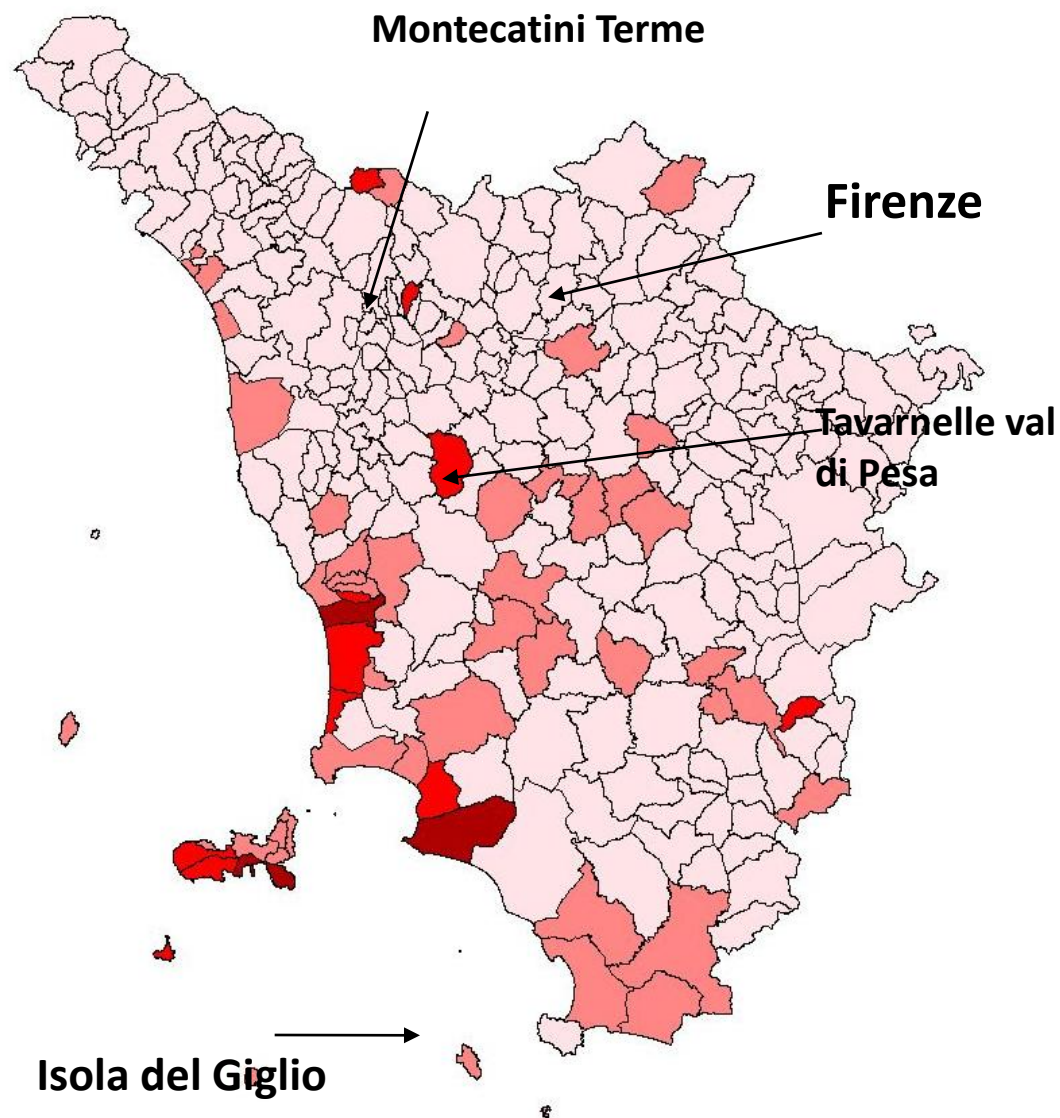 Montecatini Terme
Firenze
Tavarnelle val
di Pesa
Isola del Giglio